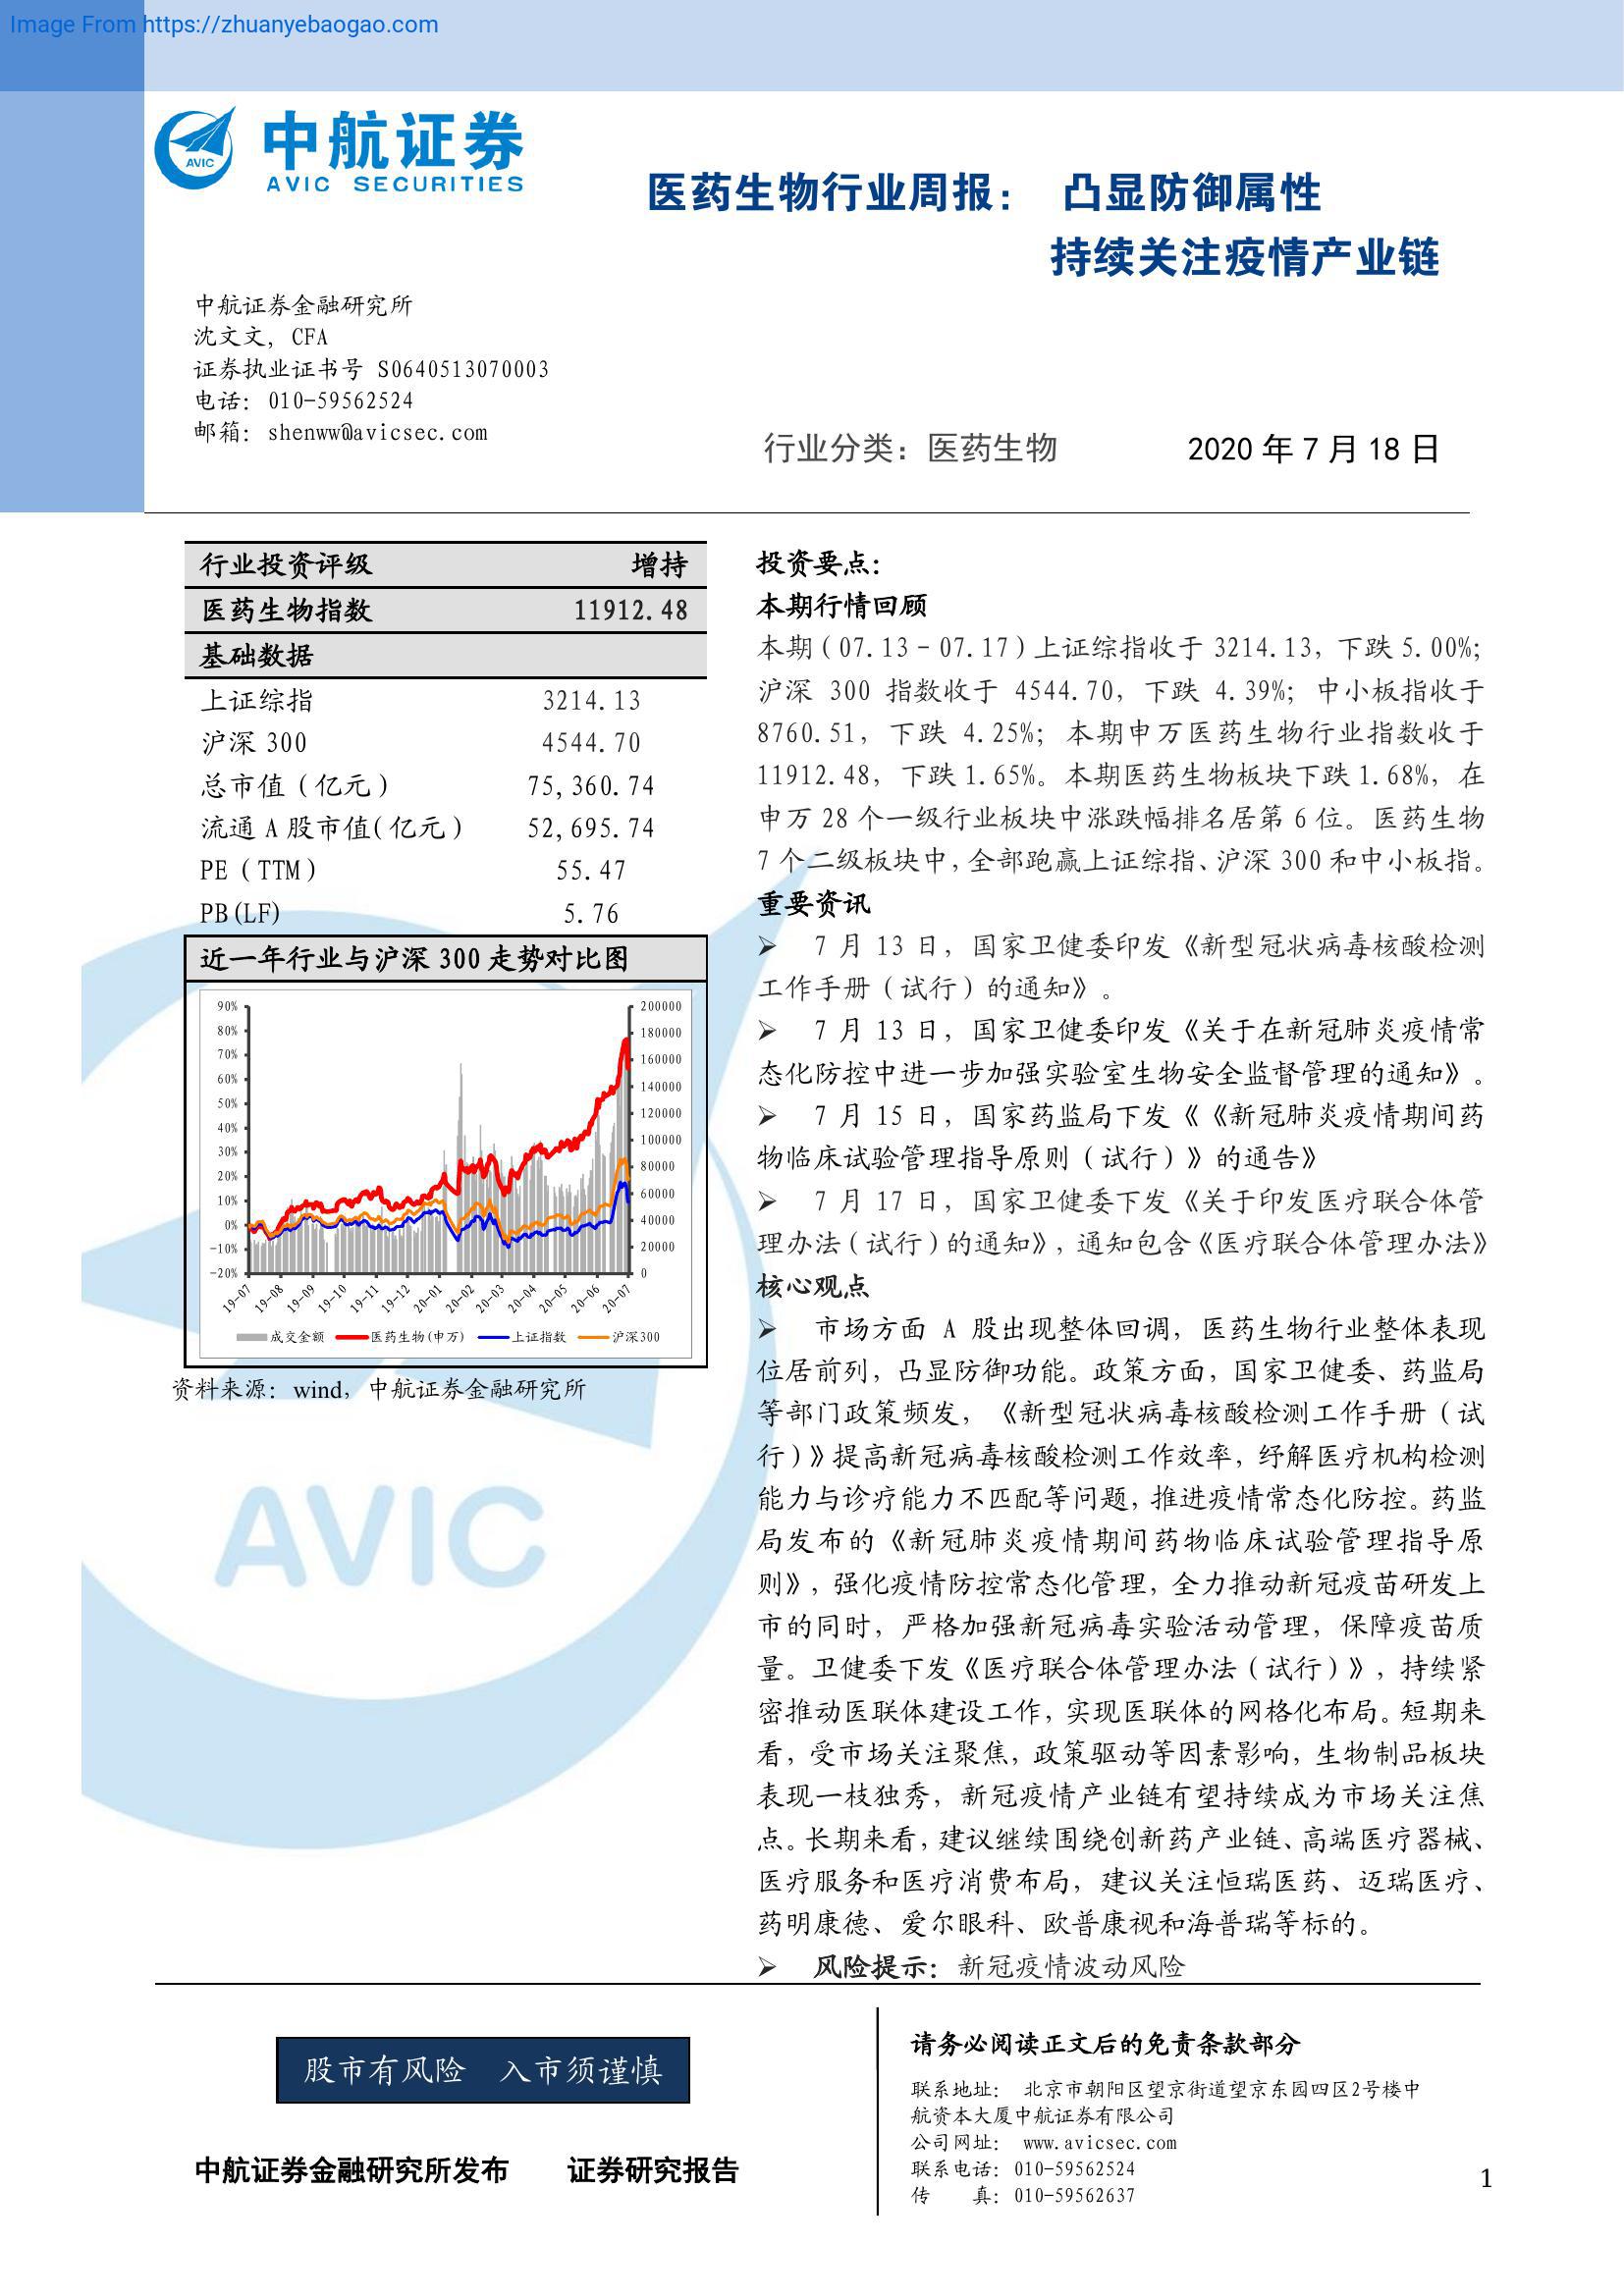 Image From https://zhuanyebaogao.com
AVIC
中航证券
AVIC SECURITIES
医药生物行业周报： 凸显防御属性
持续关注疫情产业链
中航证券金融研究所
沈文文，CFA
证券执业证书号 S0640513070003
电话：010-59562524
邮箱：shenww@avicsec.com
行业分类：医药生物 2020 年 7 月 18 日
行业投资评级 增持
医药生物指数 11912.48
基础数据
上证综指 3214.13
沪深 300 4544.70
总市值（亿元） 75,360.74
流通 A 股市值(亿元) 52,695.74
PE（TTM） 55.47
PB(LF) 5.76
近一年行业与沪深 300 走势对比图
90% 200000
80% 180000
70% 160000
60% 140000
50% 120000
40% 100000
30% 80000
20% 60000
10% 40000
0% 20000
-10% 0
-20%
19-07 19-08 19-09 19-10 19-11 19-12 20-01 20-02 20-03 20-04 20-05 20-06 20-07
成交金额 医药生物(申万) 上证指数 沪深300
资料来源：wind，中航证券金融研究所
AVIC
投资要点：
本期行情回顾
本期（07.13–07.17）上证综指收于 3214.13，下跌 5.00%；
沪深 300 指数收于 4544.70，下跌 4.39%；中小板指收于
8760.51，下跌 4.25%；本期申万医药生物行业指数收于
11912.48，下跌 1.65%。本期医药生物板块下跌 1.68%，在
申万 28 个一级行业板块中涨跌幅排名居第 6 位。医药生物
7 个二级板块中，全部跑赢上证综指、沪深 300 和中小板指。
重要资讯
➢ 7 月 13 日，国家卫健委印发《新型冠状病毒核酸检测
工作手册（试行）的通知》。
➢ 7 月 13 日，国家卫健委印发《关于在新冠肺炎疫情常
态化防控中进一步加强实验室生物安全监督管理的通知》。
➢ 7 月 15 日，国家药监局下发《《新冠肺炎疫情期间药
物临床试验管理指导原则（试行）》的通告》
➢ 7 月 17 日，国家卫健委下发《关于印发医疗联合体管
理办法（试行）的通知》，通知包含《医疗联合体管理办法》
核心观点
➢ 市场方面 A 股出现整体回调，医药生物行业整体表现
位居前列，凸显防御功能。政策方面，国家卫健委、药监局
等部门政策频发，《新型冠状病毒核酸检测工作手册（试
行）》提高新冠病毒核酸检测工作效率，纾解医疗机构检测
能力与诊疗能力不匹配等问题，推进疫情常态化防控。药监
局发布的《新冠肺炎疫情期间药物临床试验管理指导原
则》，强化疫情防控常态化管理，全力推动新冠疫苗研发上
市的同时，严格加强新冠病毒实验活动管理，保障疫苗质
量。卫健委下发《医疗联合体管理办法（试行）》，持续紧
密推动医联体建设工作，实现医联体的网格化布局。短期来
看，受市场关注聚焦，政策驱动等因素影响，生物制品板块
表现一枝独秀，新冠疫情产业链有望持续成为市场关注焦
点。长期来看，建议继续围绕创新药产业链、高端医疗器械、
医疗服务和医疗消费布局，建议关注恒瑞医药、迈瑞医疗、
药明康德、爱尔眼科、欧普康视和海普瑞等标的。
➢ 风险提示：新冠疫情波动风险
股市有风险 入市须谨慎
中航证券金融研究所发布 证券研究报告
请务必阅读正文后的免责条款部分
联系地址： 北京市朝阳区望京街道望京东园四区2号楼中
航资本大厦中航证券有限公司
公司网址： www.avicsec.com
联系电话：010-59562524
传 真：010-59562637
1